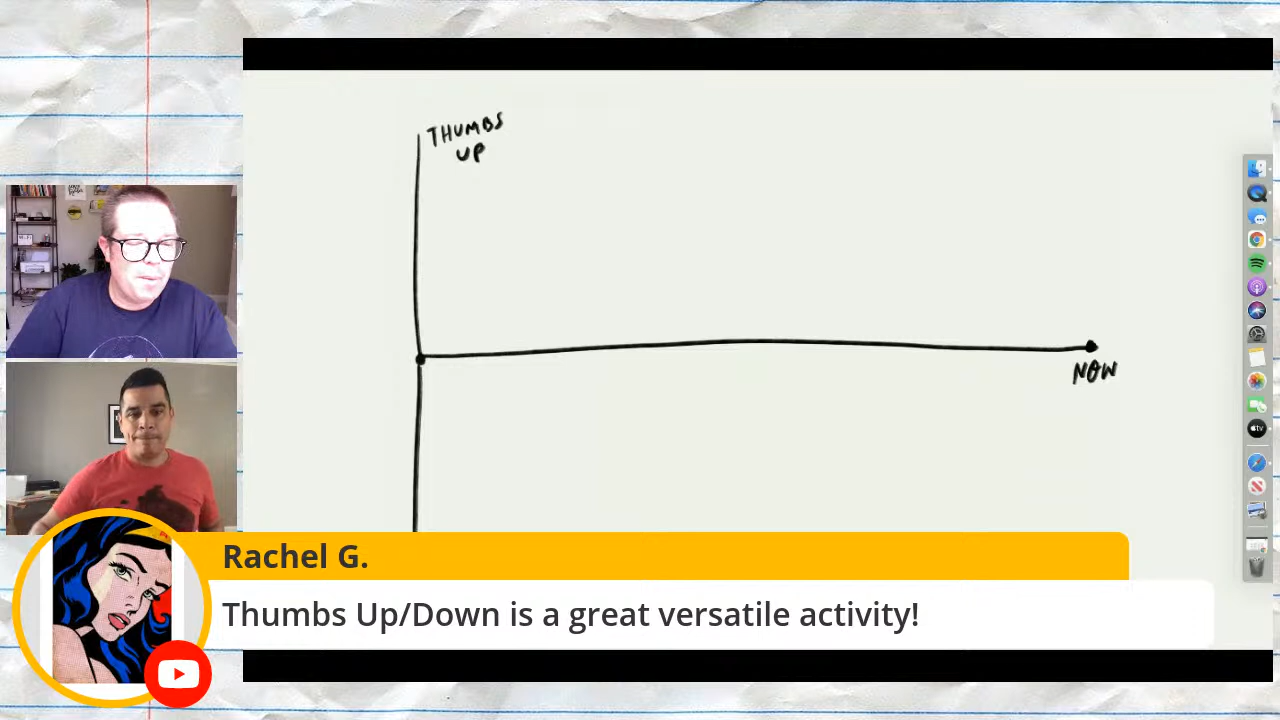 THUMBS
UP
NOW
Rachel G.
Thumbs Up/Down is a great versatile activity!